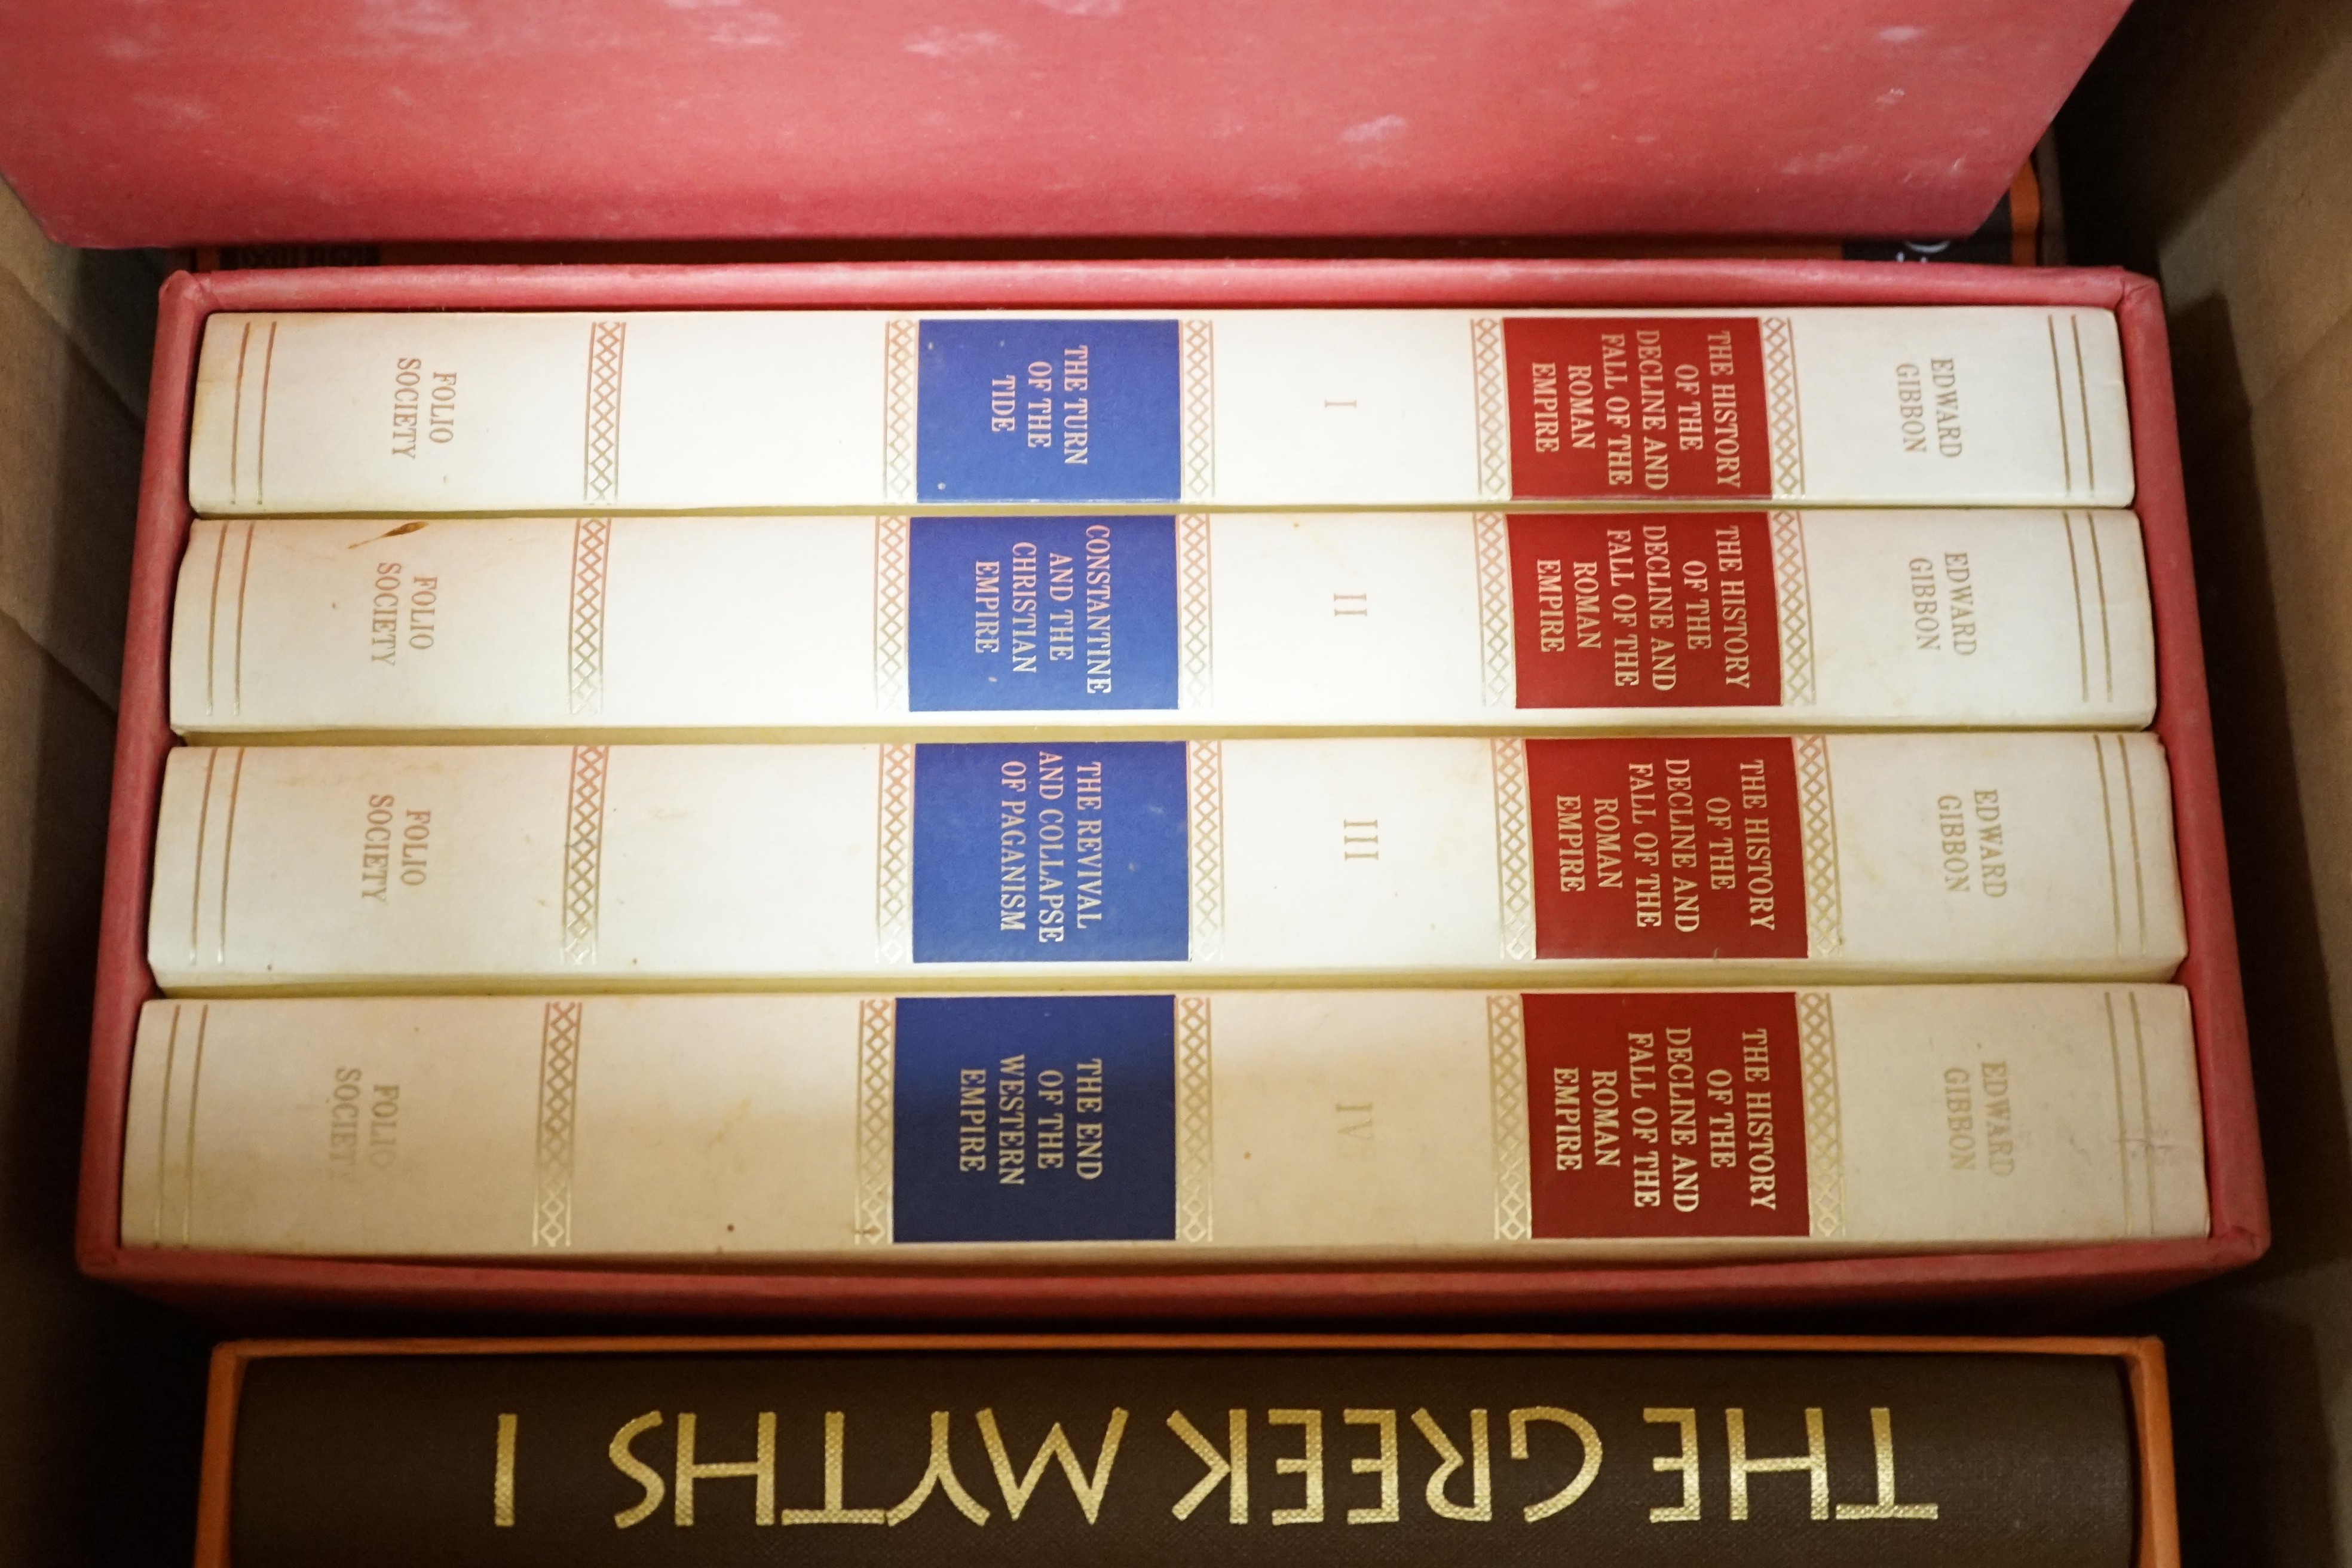 EDWARD
GIBBON
THE HISTORY
OF THE
DECLINE AND
FALL OF THE
ROMAN
EMPIRE
I
THE TURN
OF THE
TIDE
FOLIO
SOCIETY
EDWARD
GIBBON
THE HISTORY
OF THE
DECLINE AND
FALL OF THE
ROMAN
EMPIRE
II
CONSTANTINE
AND THE
CHRISTIAN
EMPIRE
FOLIO
SOCIETY
EDWARD
GIBBON
THE HISTORY
OF THE
DECLINE AND
FALL OF THE
ROMAN
EMPIRE
III
THE REVIVAL
AND COLLAPSE
OF PAGANISM
FOLIO
SOCIETY
EDWARD
GIBBON
THE HISTORY
OF THE
DECLINE AND
FALL OF THE
ROMAN
EMPIRE
IV
THE END
OF THE
WESTERN
EMPIRE
FOLIO
SOCIETY
THE GREEK MYTHS I